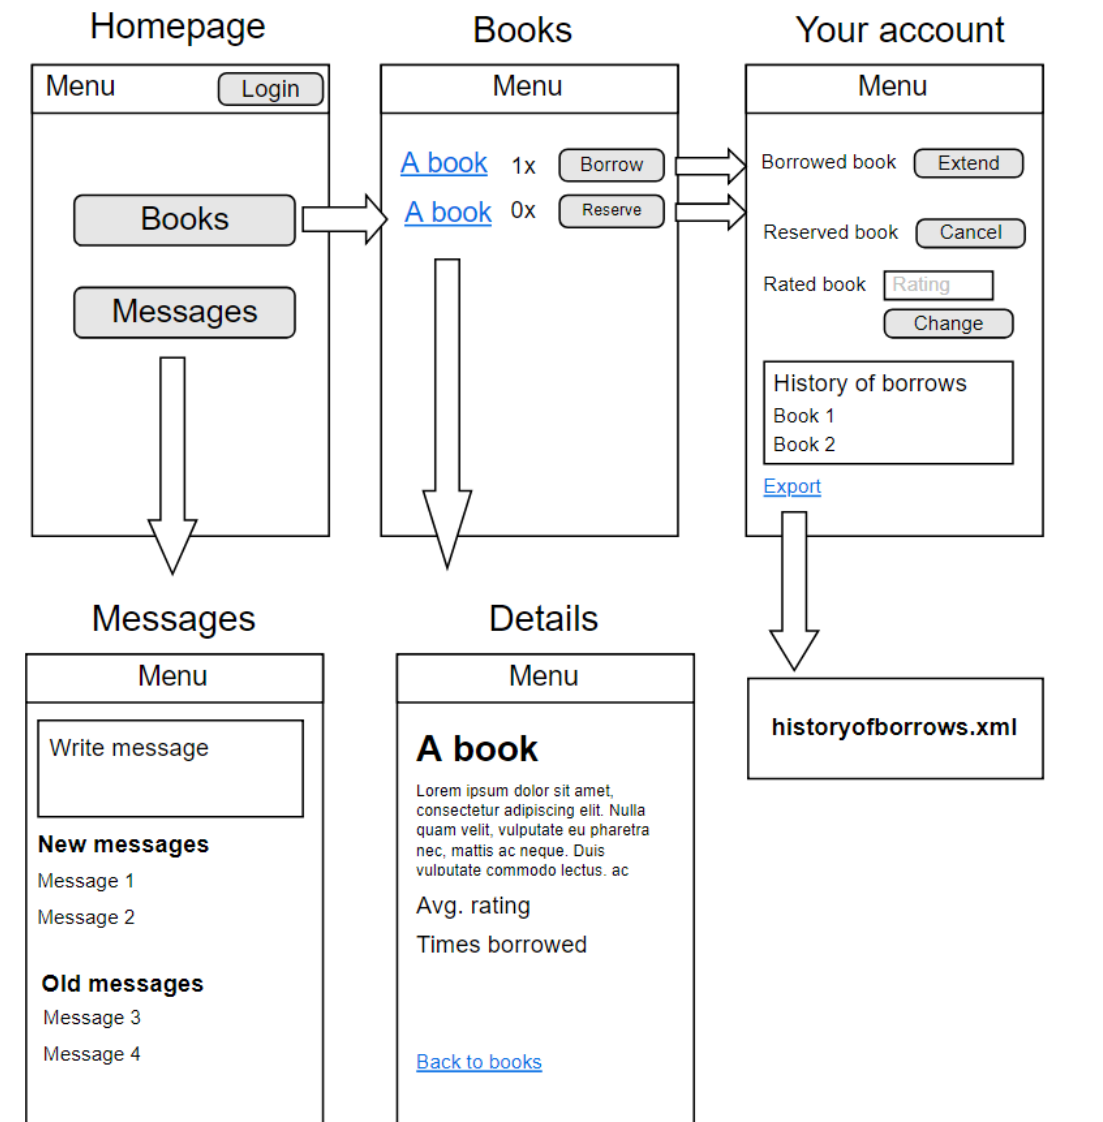 Homepage
Menu
Login
Books
Messages
Books
Menu
A book 1x Borrow
A book 0x Reserve
Your account
Menu
Borrowed book Extend
Reserved book Cancel
Rated book Rating
Change
History of borrows
Book 1
Book 2
Export
historyofborrows.xml
Messages
Menu
Write message
New messages
Message 1
Message 2
Old messages
Message 3
Message 4
Details
Menu
A book
Lorem ipsum dolor sit amet,
consectetur adipiscing elit. Nulla
quam velit, vulputate eu pharetra
nec, mattis ac neque. Duis
vulputate commodo lectus, ac
Avg. rating
Times borrowed
Back to books